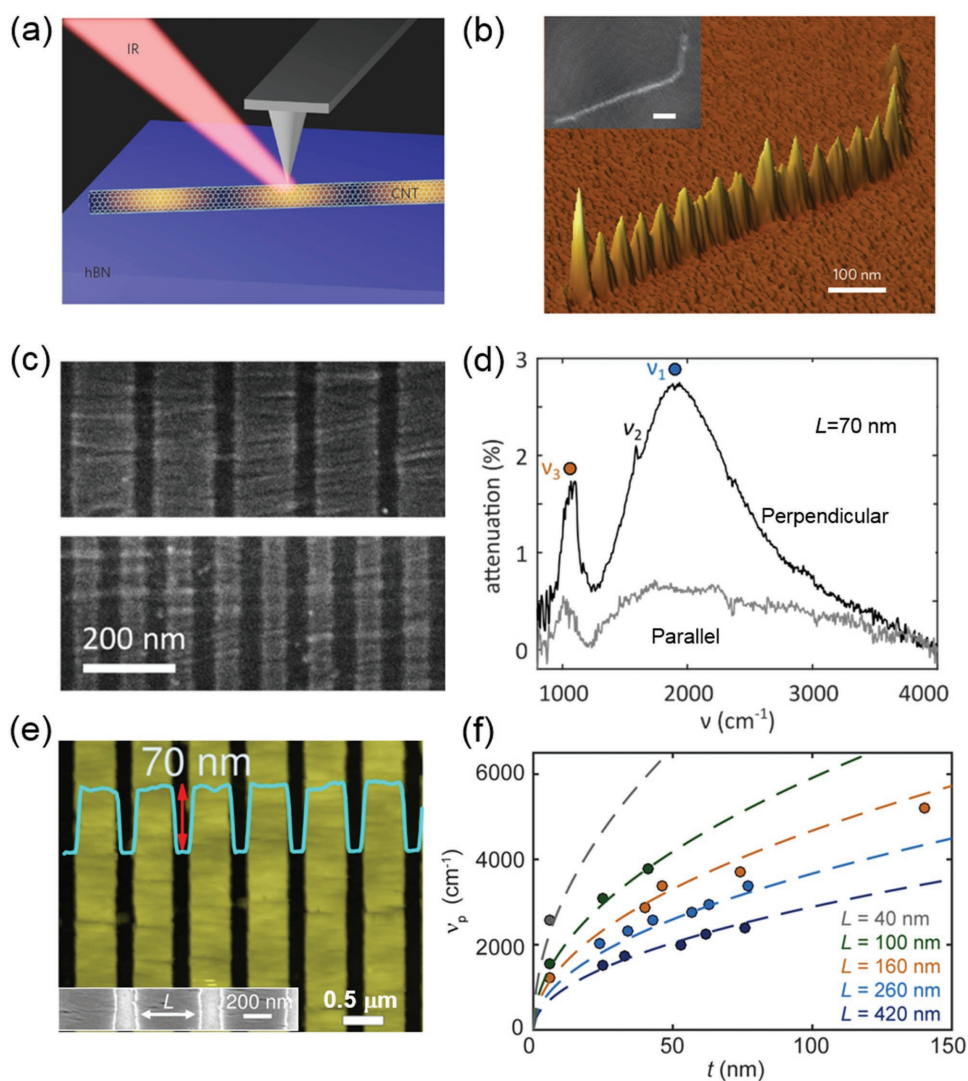 (a)
IR
CNT
hBN
(b)
100 nm
(c)
200 nm
(d)
3
2
1
0
attenuation (%)
ν1
ν2
ν3
L=70 nm
Perpendicular
Parallel
1000 2000 3000 4000
ν (cm-1)
(e)
70 nm
L
200 nm
0.5 μm
(f)
6000
4000
2000
0
νp (cm-1)
L = 40 nm
L = 100 nm
L = 160 nm
L = 260 nm
L = 420 nm
0 50 100 150
t (nm)